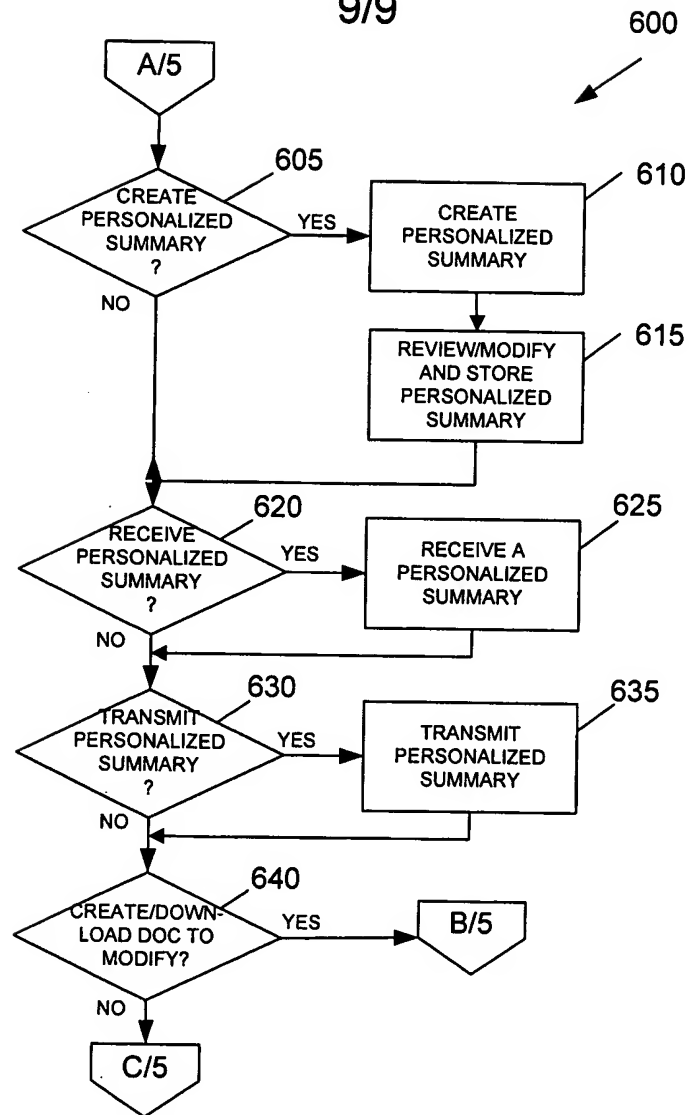 9/9
600
A/5
605
CREATE
PERSONALIZED
SUMMARY
?
YES
NO
610
CREATE
PERSONALIZED
SUMMARY
615
REVIEW/MODIFY
AND STORE
PERSONALIZED
SUMMARY
620
RECEIVE
PERSONALIZED
SUMMARY
?
YES
NO
625
RECEIVE A
PERSONALIZED
SUMMARY
630
TRANSMIT
PERSONALIZED
SUMMARY
?
YES
NO
635
TRANSMIT
PERSONALIZED
SUMMARY
640
CREATE/DOWN-
LOAD DOC TO
MODIFY?
YES
NO
B/5
C/5